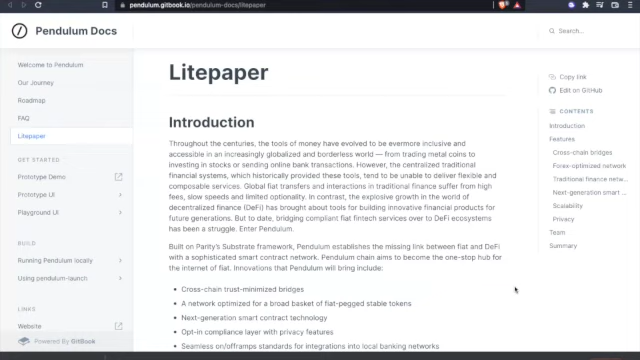 pendulum.gitbook.io/pendulum-docs/litepaper
Pendulum Docs
Search...
Welcome to Pendulum
Our Journey
Roadmap
FAQ
Litepaper
GET STARTED
Prototype Demo
Prototype UI
Playground UI
BUILD
Running Pendulum locally
Using pendulum-launch
LINKS
Website
Powered By GitBook
Litepaper
Introduction
Throughout the centuries, the tools of money have evolved to be evermore inclusive and
accessible in an increasingly globalized and borderless world — from trading metal coins to
investing in stocks or sending online bank transactions. However, the centralized traditional
financial systems, which historically provided these tools, tend to be unable to deliver flexible and
composable services. Global fiat transfers and interactions in traditional finance suffer from high
fees, slow speeds and limited optionality. In contrast, the explosive growth in the world of
decentralized finance (DeFi) has brought about tools for building innovative financial products for
future generations. But to date, bridging compliant fiat fintech services over to DeFi ecosystems
has been a struggle. Enter Pendulum.
Built on Parity's Substrate framework, Pendulum establishes the missing link between fiat and DeFi
with a sophisticated smart contract network. Pendulum chain aims to become the one-stop hub for
the internet of fiat. Innovations that Pendulum will bring include:
• Cross-chain trust-minimized bridges
• A network optimized for a broad basket of fiat-pegged stable tokens
• Next-generation smart contract technology
• Opt-in compliance layer with privacy features
• Seamless on/offramps standards for integrations into local banking networks
Copy link
Edit on GitHub
CONTENTS
Introduction
Features
Cross-chain bridges
Forex-optimized network
Traditional finance netw...
Next-generation smart ...
Scalability
Privacy
Team
Summary